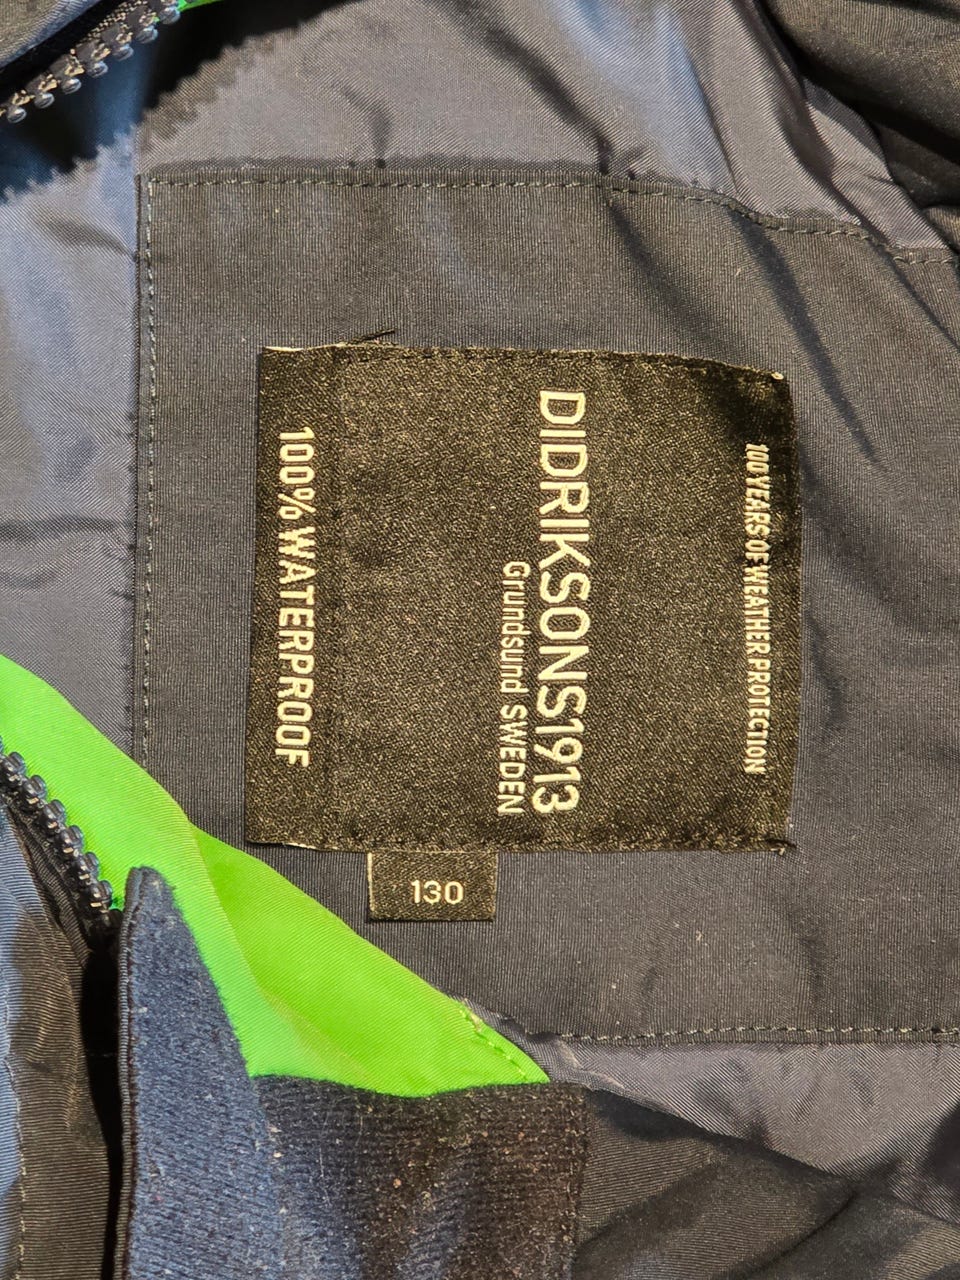 100 YEARS OF WEATHER PROTECTION
DIDRIKSONS1913
Grundsund SWEDEN
100% WATERPROOF
130